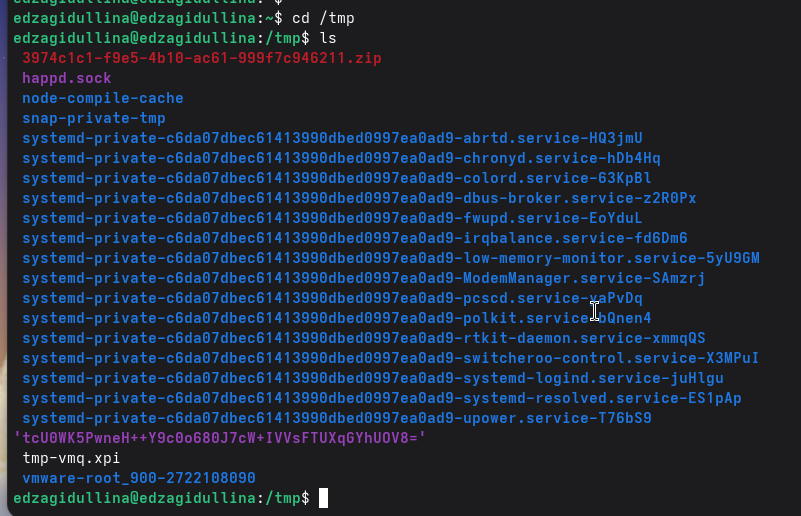 edzagidullina@edzagidullina:~$ cd /tmp
edzagidullina@edzagidullina:/tmp$ ls
3974c1c1-f9e5-4b10-ac61-999f7c946211.zip
happd.sock
node-compile-cache
snap-private-tmp
systemd-private-c6da07dbec61413990dbed0997ea0ad9-abrtd.service-HQ3jmU
systemd-private-c6da07dbec61413990dbed0997ea0ad9-chronyd.service-hDb4Hq
systemd-private-c6da07dbec61413990dbed0997ea0ad9-colord.service-G3KpBl
systemd-private-c6da07dbec61413990dbed0997ea0ad9-dbus-broker.service-z2R0Px
systemd-private-c6da07dbec61413990dbed0997ea0ad9-fwupd.service-EoYduL
systemd-private-c6da07dbec61413990dbed0997ea0ad9-irqbalance.service-fd6Dm6
systemd-private-c6da07dbec61413990dbed0997ea0ad9-low-memory-monitor.service-5yU9GM
systemd-private-c6da07dbec61413990dbed0997ea0ad9-ModemManager.service-SAmzrj
systemd-private-c6da07dbec61413990dbed0997ea0ad9-pcscd.service-vaPvDq
systemd-private-c6da07dbec61413990dbed0997ea0ad9-polkit.service-bQnen4
systemd-private-c6da07dbec61413990dbed0997ea0ad9-rtkit-daemon.service-xmmqQS
systemd-private-c6da07dbec61413990dbed0997ea0ad9-switcheroo-control.service-X3MPuI
systemd-private-c6da07dbec61413990dbed0997ea0ad9-systemd-logind.service-juHlgu
systemd-private-c6da07dbec61413990dbed0997ea0ad9-systemd-resolved.service-ES1pAp
systemd-private-c6da07dbec61413990dbed0997ea0ad9-upower.service-T76bS9
'tcU0WK5PwneH++Y9c0o680J7cW+IVVsFTUXqGYhUOV8='
tmp-vmq.xpi
vmware-root_900-2722108090
edzagidullina@edzagidullina:/tmp$